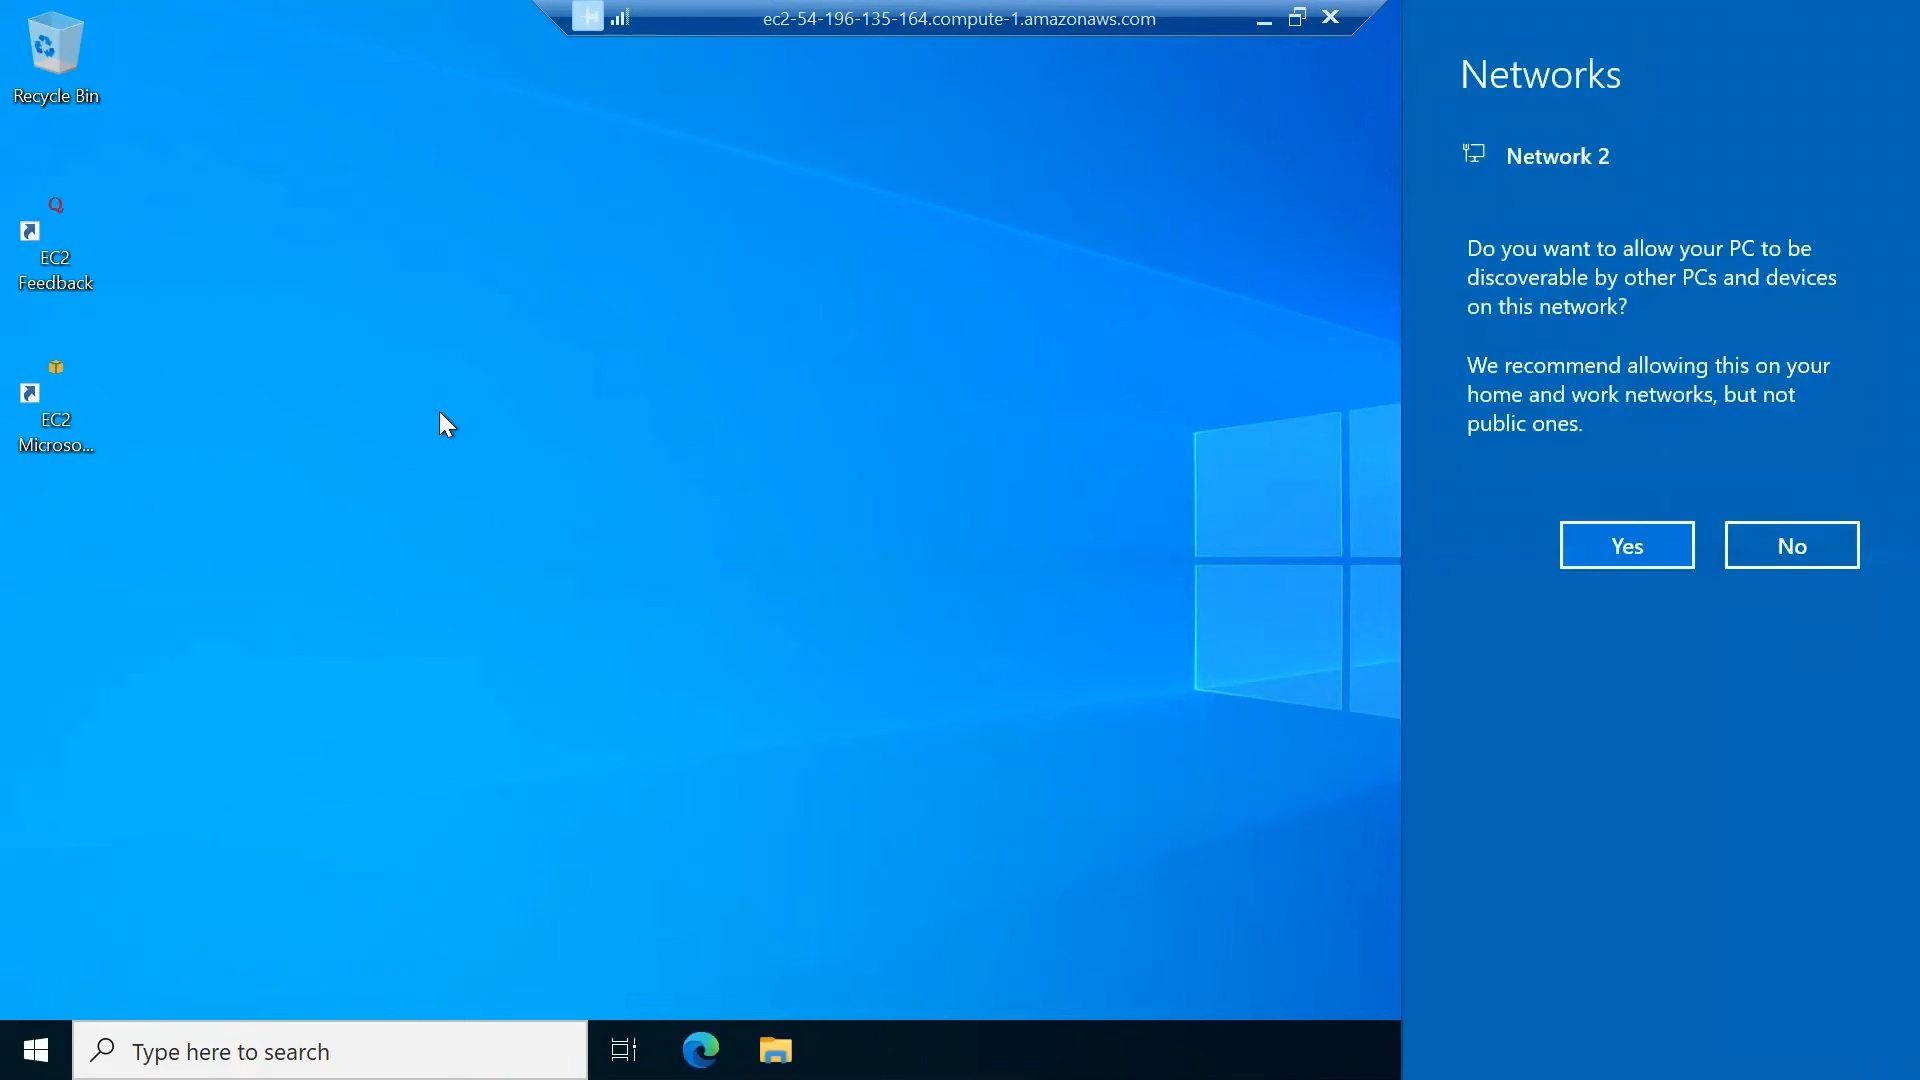 ec2-54-196-135-164.compute-1.amazonaws.com
Recycle Bin
Q
EC2
Feedback
EC2
Microso...
Networks
Network 2
Do you want to allow your PC to be
discoverable by other PCs and devices
on this network?
We recommend allowing this on your
home and work networks, but not
public ones.
Yes
No
Type here to search